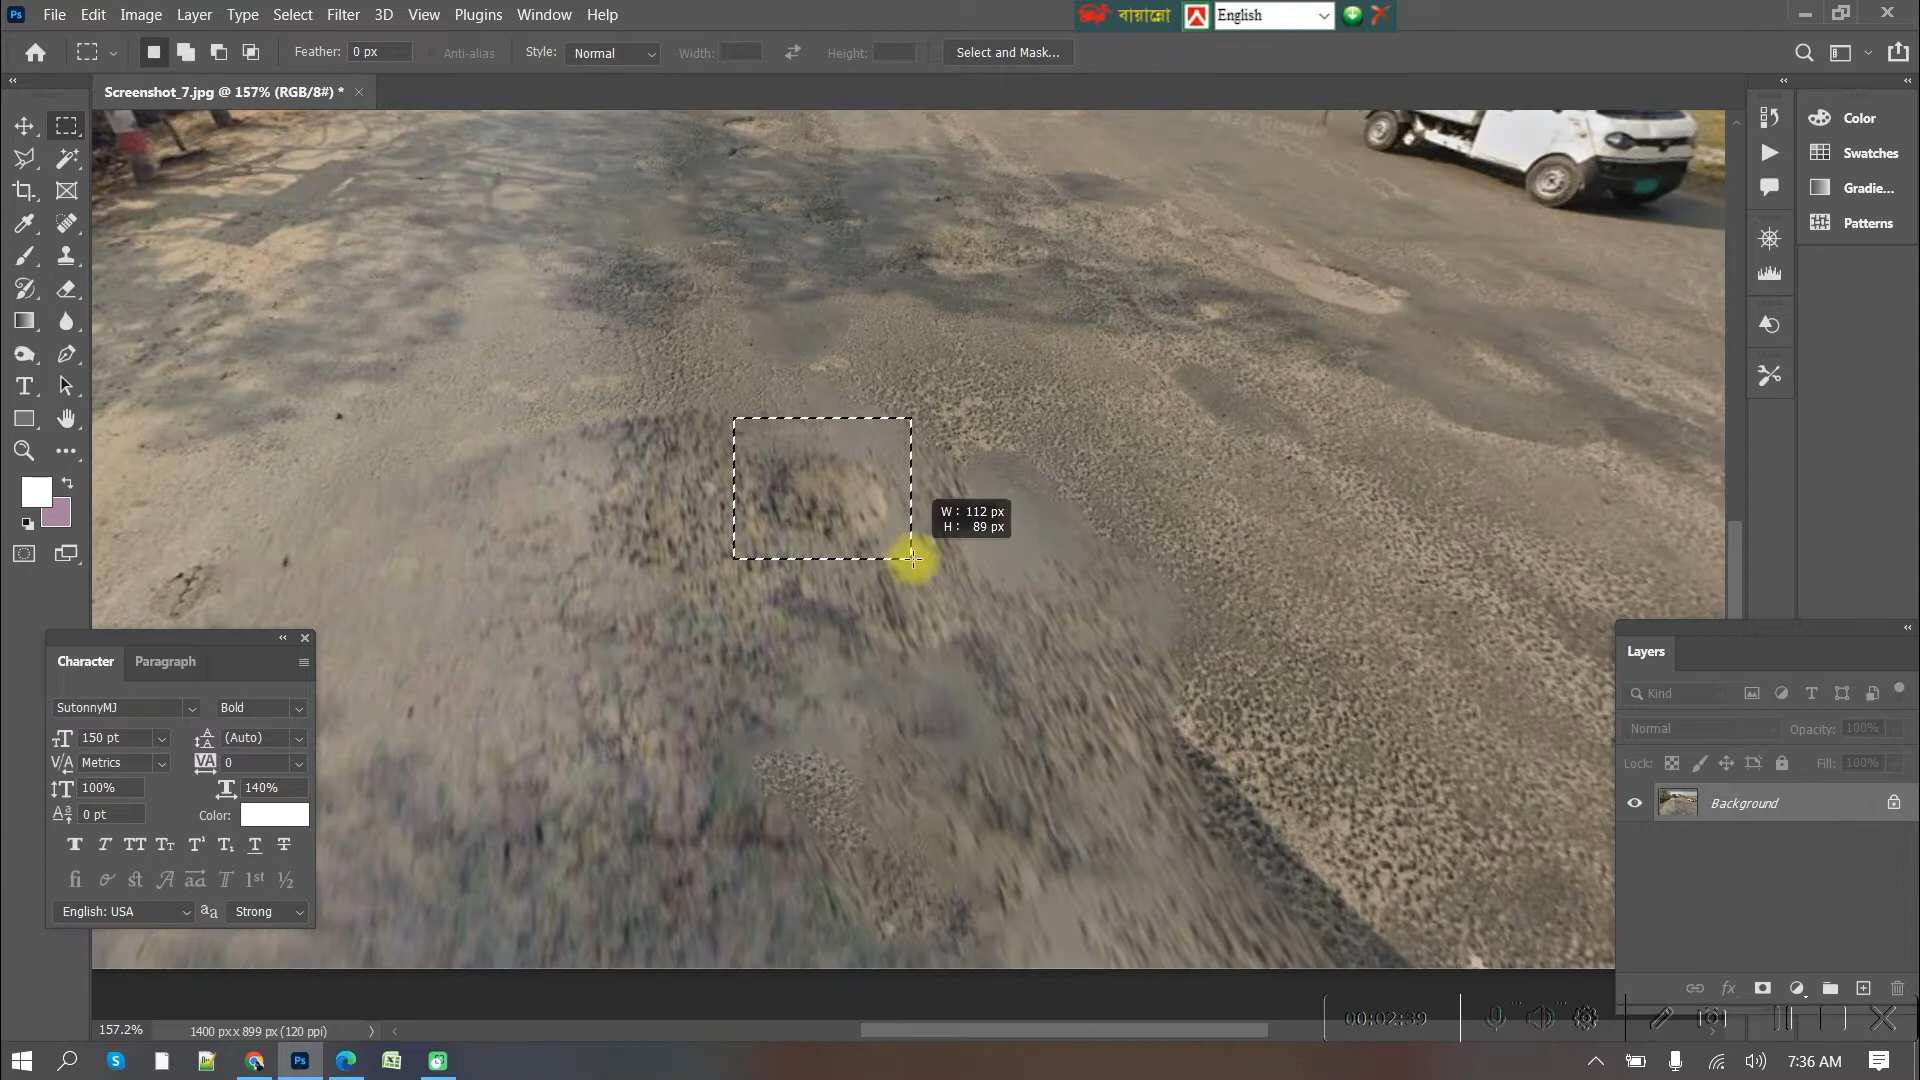 Ps File Edit Image Layer Type Select Filter 3D View Plugins Window Help
বায়ান্নো English
Feather: 0 px Anti-alias Style: Normal Width: Height: Select and Mask...
Screenshot_7.jpg @ 157% (RGB/8#) *
Color
Swatches
Gradie...
Patterns
W : 112 px
H : 89 px
Character Paragraph
SutonnyMJ Bold
150 pt (Auto)
Metrics 0
100% 140%
0 pt Color:
English: USA Strong
Layers
Kind
Normal Opacity: 100%
Lock: Fill: 100%
Background
157.2% 1400 px x 899 px (120 ppi)
00:02:39
7:36 AM